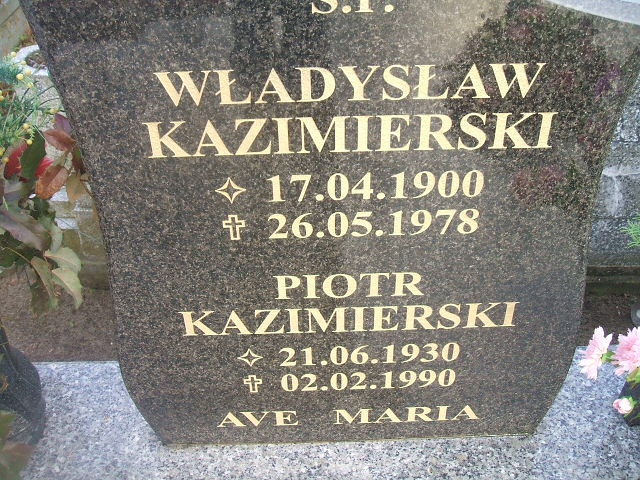 Ś.P.
WŁADYSŁAW
KAZIMIERSKI
17.04.1900
26.05.1978
PIOTR
KAZIMIERSKI
21.06.1930
02.02.1990
AVE MARIA